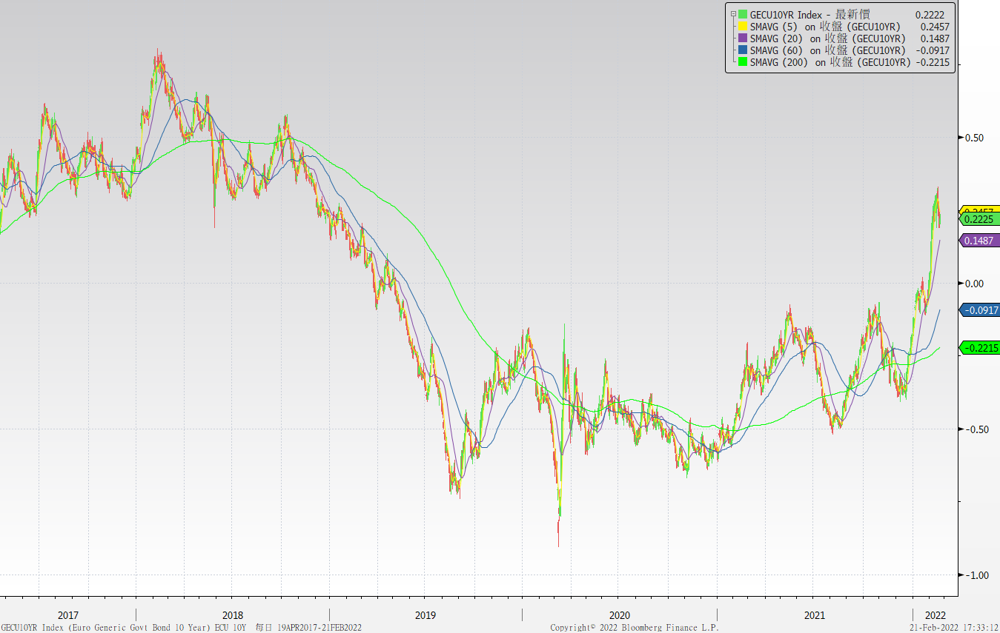 GECU10YR Index - 最新價 0.2222
SMAVG (5) on 收盤 (GECU10YR) 0.2457
SMAVG (20) on 收盤 (GECU10YR) 0.1487
SMAVG (60) on 收盤 (GECU10YR) -0.0917
SMAVG (200) on 收盤 (GECU10YR) -0.2215
0.50
0.2457
0.2225
0.1487
0.00
-0.0917
-0.2215
-0.50
-1.00
2017 2018 2019 2020 2021 2022
GECU10YR Index (Euro Generic Govt Bond 10 Year) ECU 10Y 每日 19APR2017-21FEB2022 Copyright© 2022 Bloomberg Finance L.P. 21-Feb-2022 17:33:12